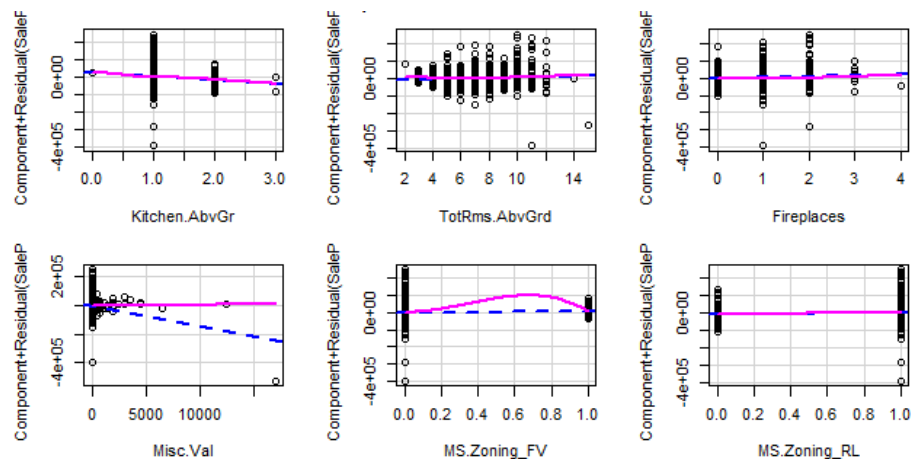 Component+Residual(SaleP
0e+00
-4e+05
0.0 1.0 2.0 3.0
Kitchen.AbvGr
Component+Residual(SaleP
0e+00
-4e+05
2 4 6 8 10 14
TotRms.AbvGrd
Component+Residual(SaleP
0e+00
-4e+05
0 1 2 3 4
Fireplaces
Component+Residual(SaleP
2e+05
-4e+05
0 5000 10000
Misc.Val
Component+Residual(SaleP
0e+00
-4e+05
0.0 0.2 0.4 0.6 0.8 1.0
MS.Zoning_FV
Component+Residual(SaleP
0e+00
-4e+05
0.0 0.2 0.4 0.6 0.8 1.0
MS.Zoning_RL